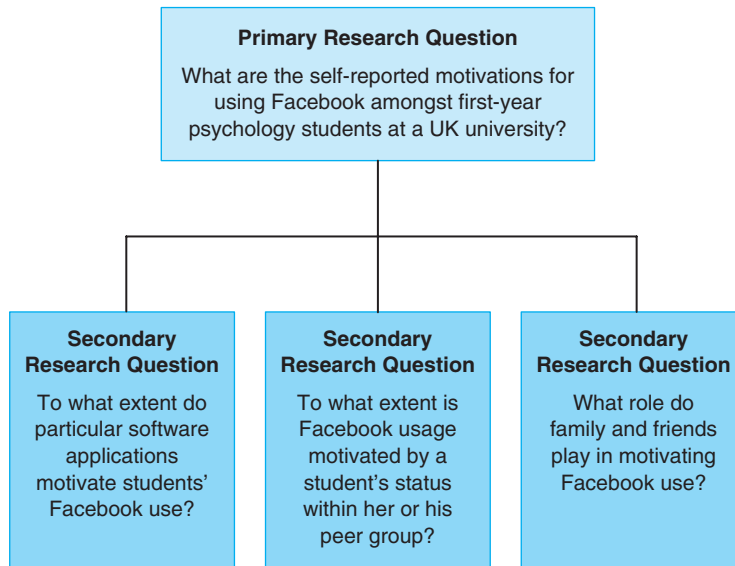 Primary Research Question
What are the self-reported motivations for
using Facebook amongst first-year
psychology students at a UK university?
Secondary
Research Question
To what extent do
particular software
applications
motivate students'
Facebook use?
Secondary
Research Question
To what extent is
Facebook usage
motivated by a
student's status
within her or his
peer group?
Secondary
Research Question
What role do
family and friends
play in motivating
Facebook use?